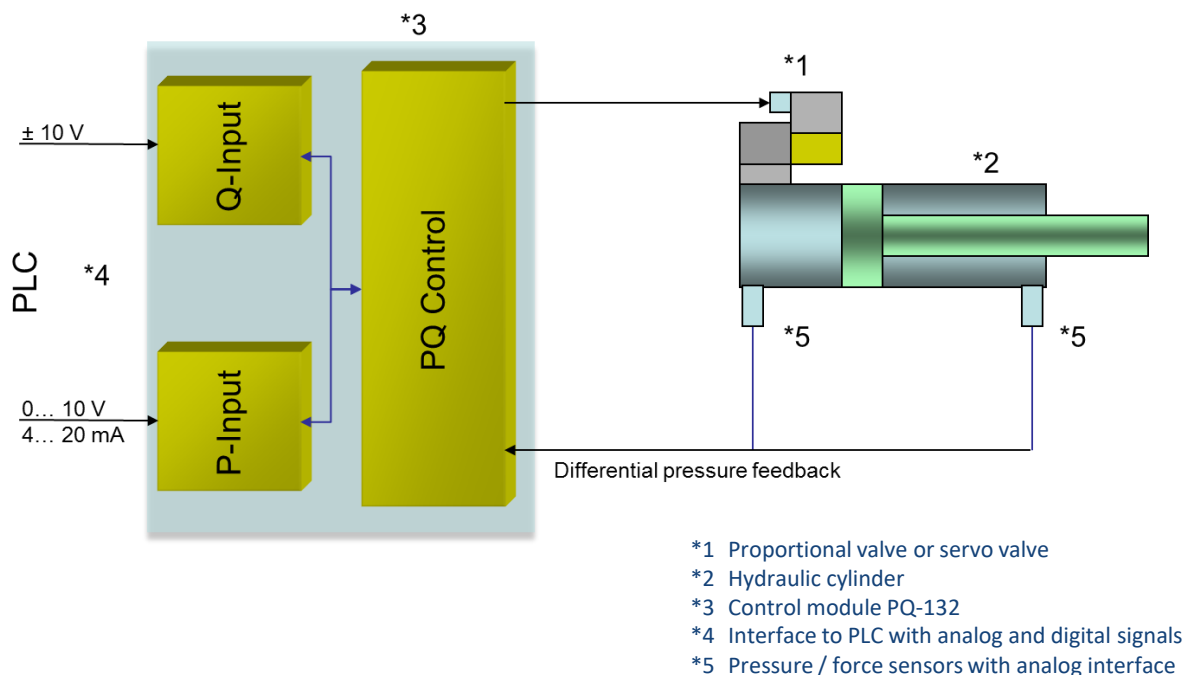 *3
*1
± 10 V
Q-Input
*2
PQ Control
PLC
*4
*5
*5
0... 10 V
4... 20 mA
P-Input
Differential pressure feedback
*1 Proportional valve or servo valve
*2 Hydraulic cylinder
*3 Control module PQ-132
*4 Interface to PLC with analog and digital signals
*5 Pressure / force sensors with analog interface